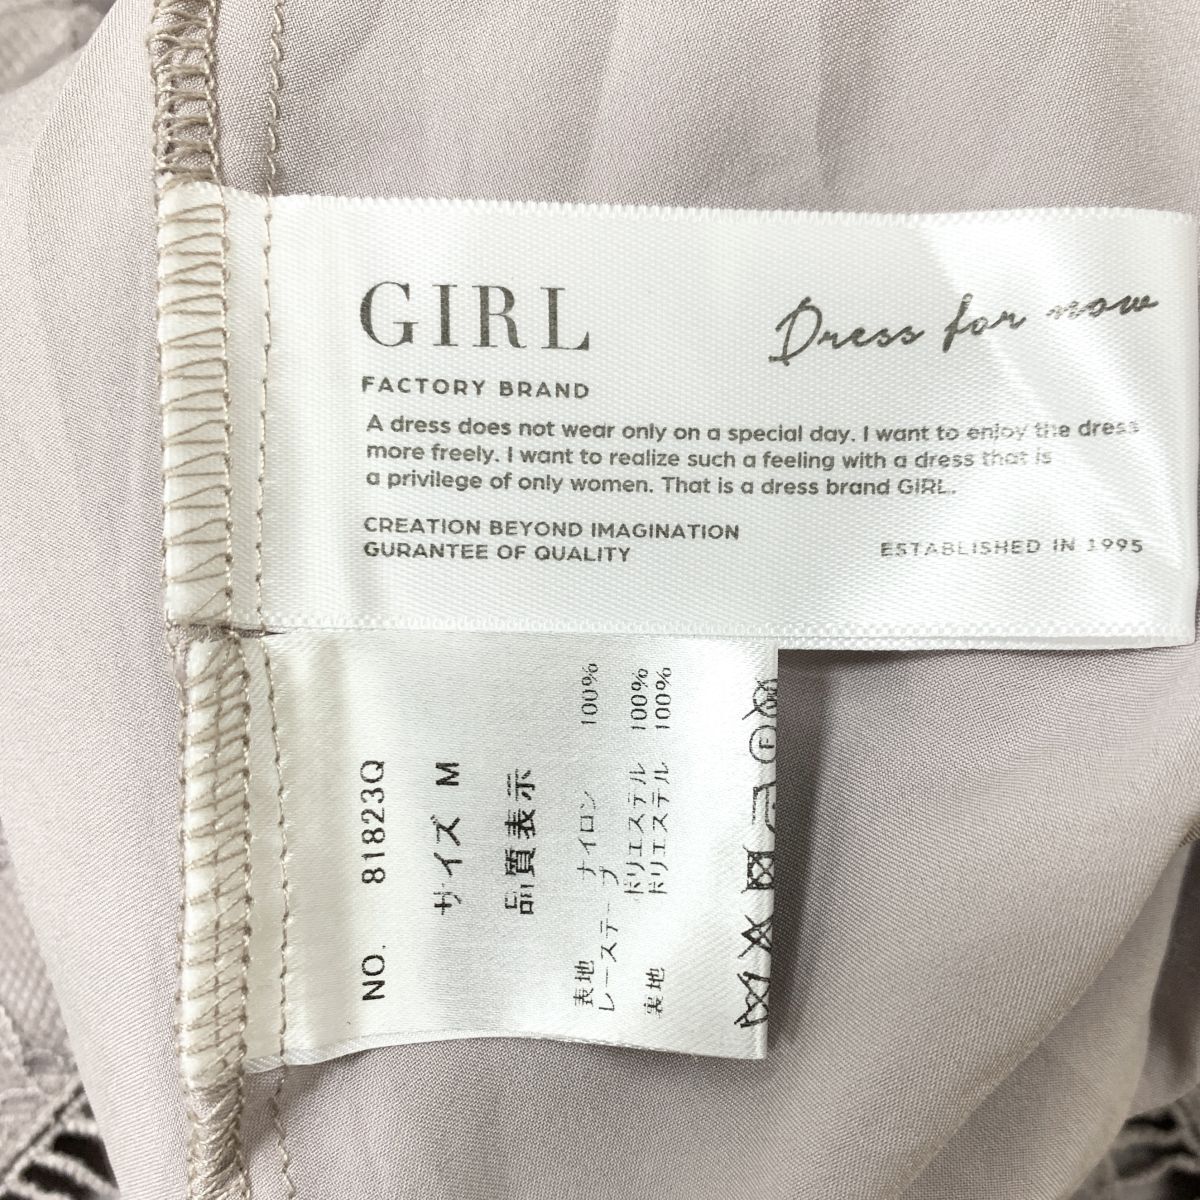 GIRL
Dress for now
FACTORY BRAND
A dress does not wear only on a special day. I want to enjoy the dress
more freely. I want to realize such a feeling with a dress that is
a privilege of only women. That is a dress brand GIRL.
CREATION BEYOND IMAGINATION
GURANTEE OF QUALITY
ESTABLISHED IN 1995
NO. 81823Q
サイズ M
品質表示
表地 ナイロン 100%
レーステープ
ポリエステル 100%
裏地 ポリエステル 100%
F